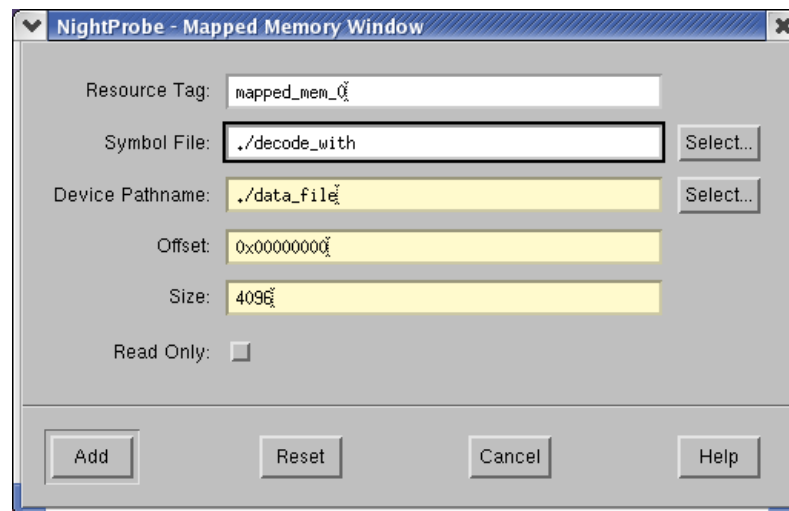 NightProbe - Mapped Memory Window
Resource Tag: mapped_mem_0
Symbol File: ./decode_with Select...
Device Pathname: ./data_file Select...
Offset: 0x00000000
Size: 4096
Read Only:
Add Reset Cancel Help